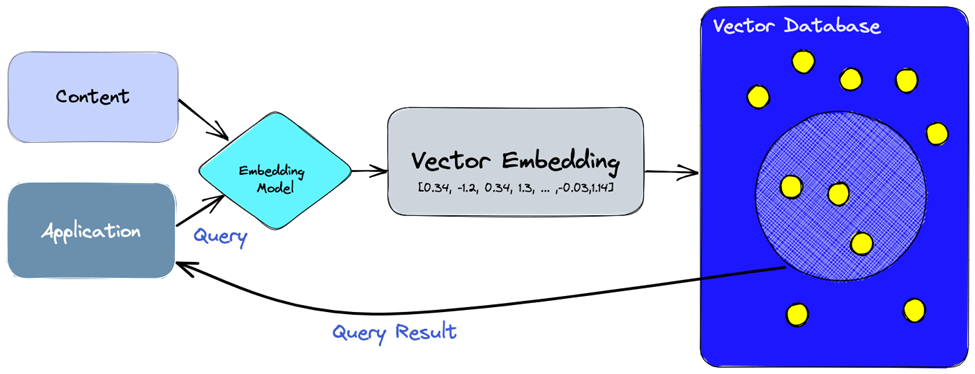 Vector Database
Content
Embedding
Model
Vector Embedding
[0.34, -1.2, 0.34, 1.3, ... ,-0.03,1.14]
Application
Query
Query Result